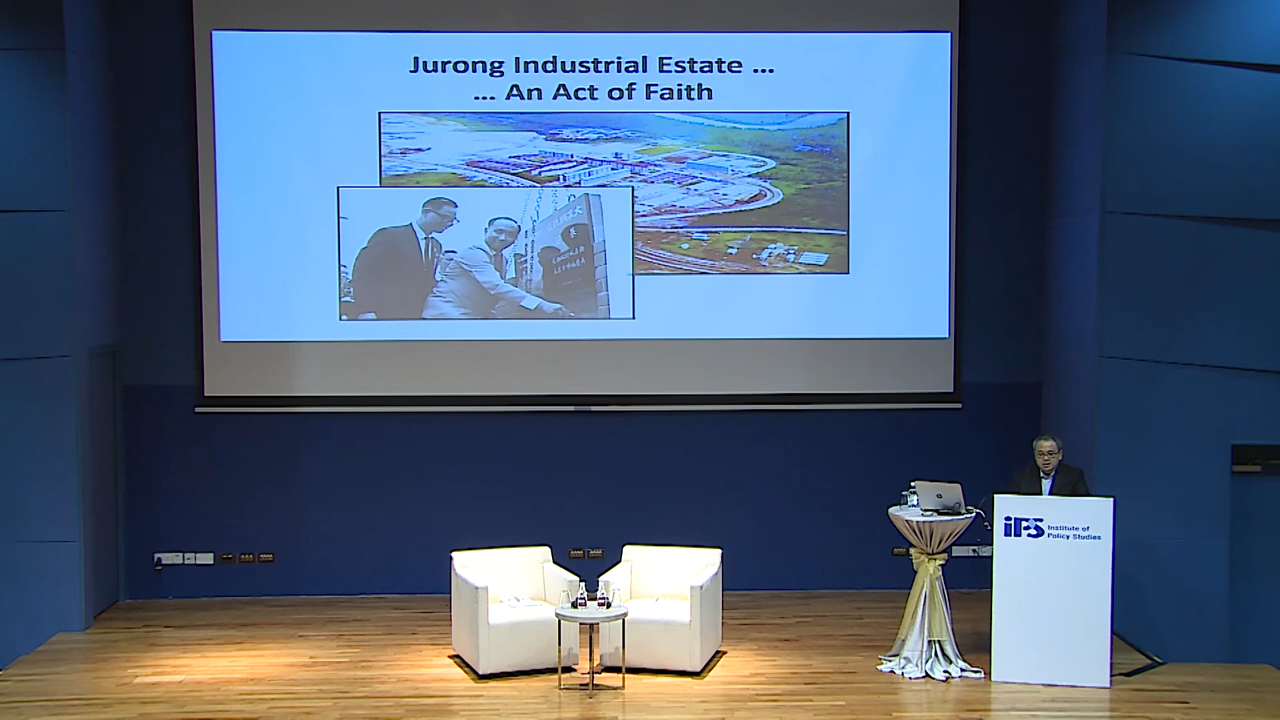 Jurong Industrial Estate ...
... An Act of Faith
iPS Institute of
Policy Studies